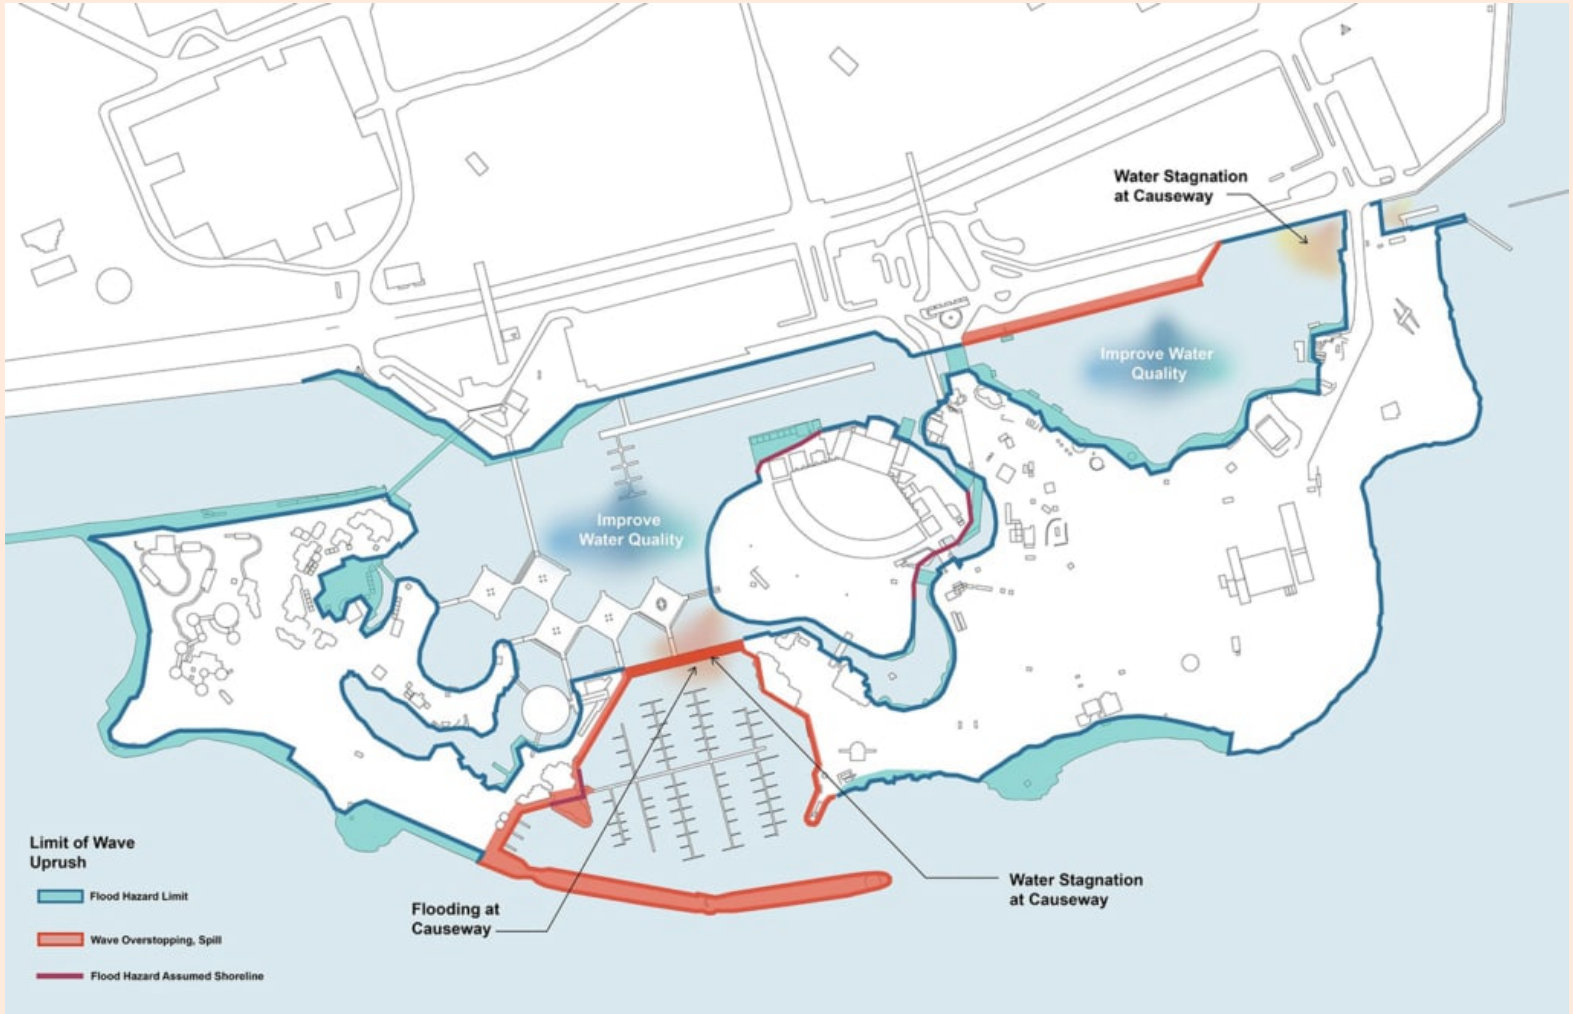 Water Stagnation
at Causeway
Improve Water
Quality
Improve
Water Quality
Limit of Wave
Uprush
Flood Hazard Limit
Wave Overstopping, Spill
Flood Hazard Assumed Shoreline
Flooding at
Causeway
Water Stagnation
at Causeway